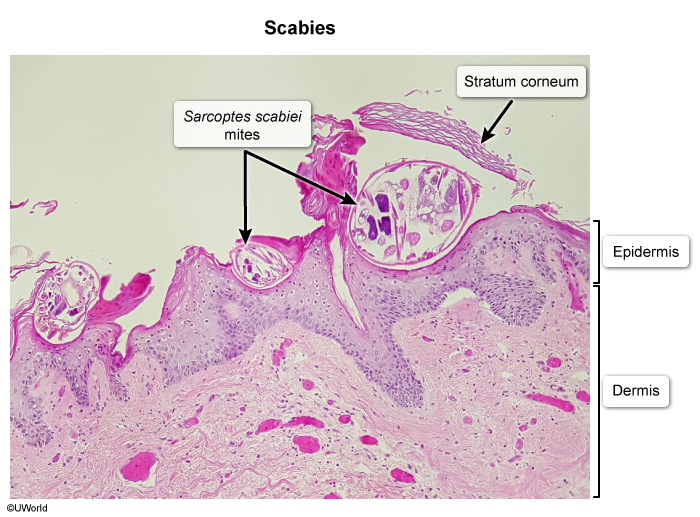 Scabies
Stratum corneum
Sarcoptes scabiei
mites
Epidermis
Dermis
©UWorld